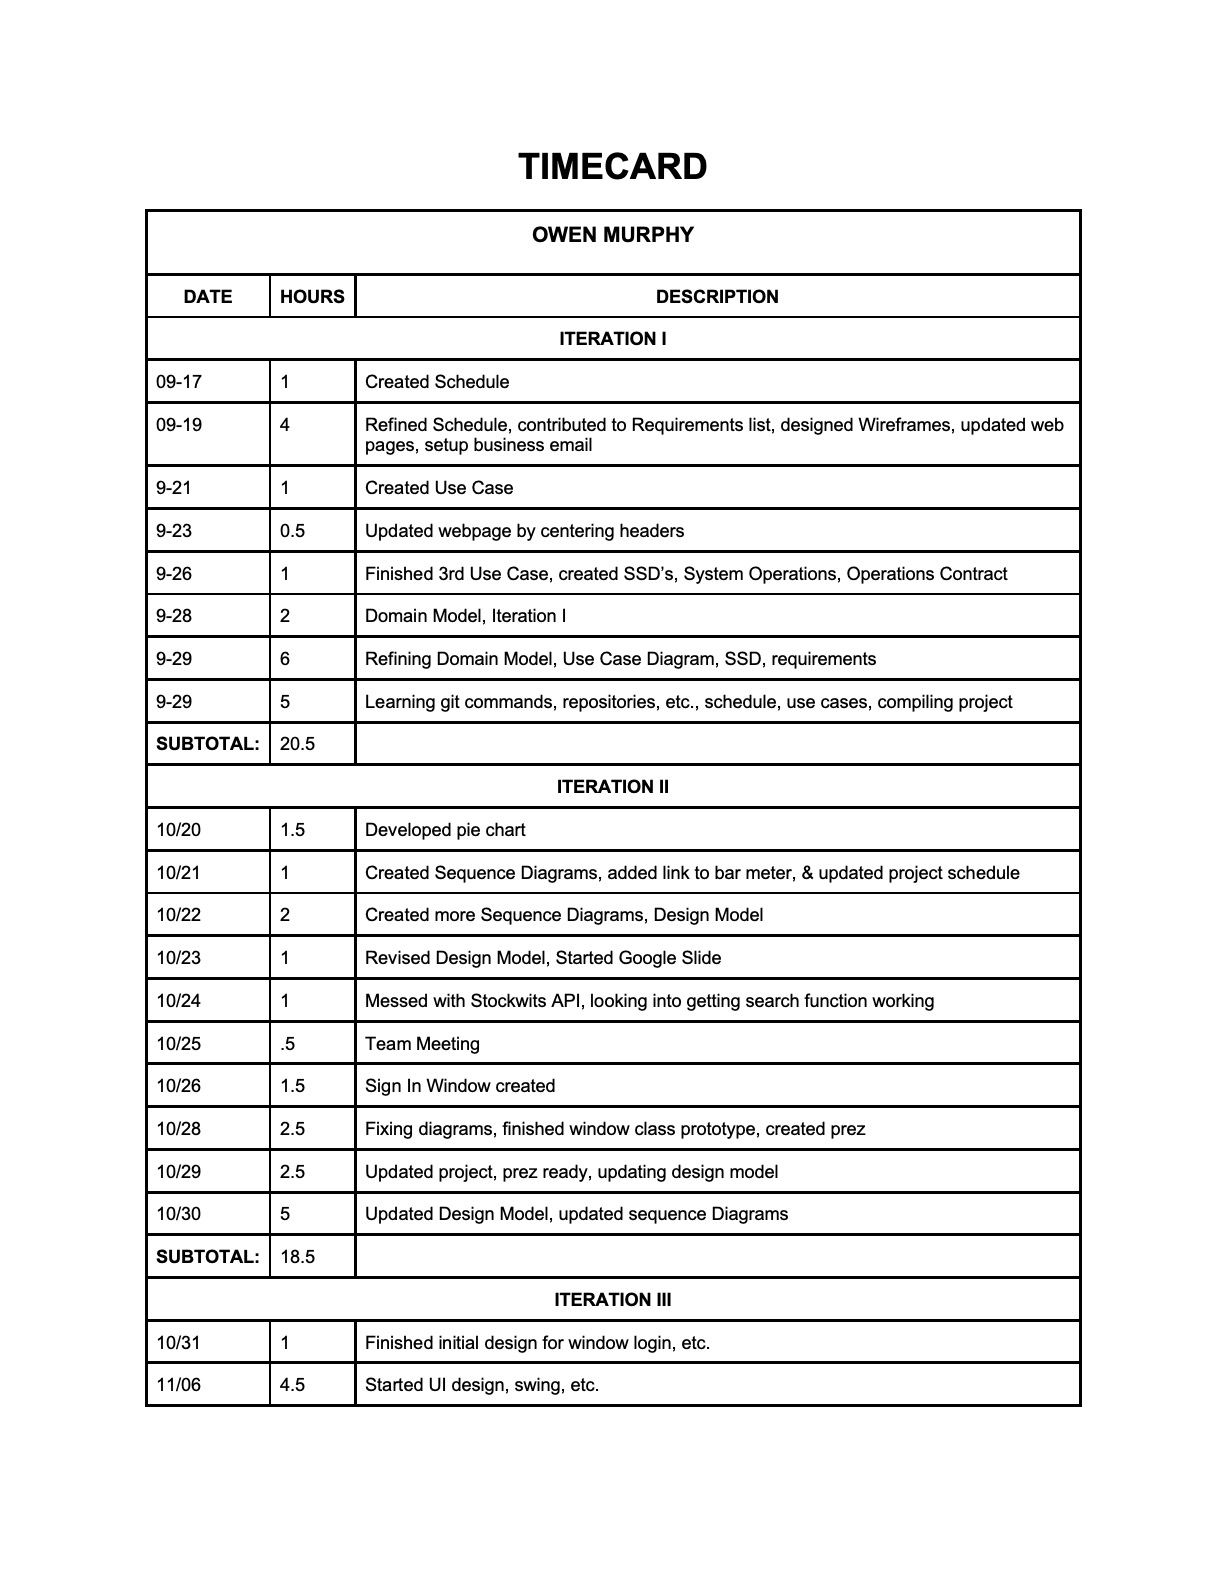 TIMECARD
OWEN MURPHY
DATE HOURS DESCRIPTION
ITERATION I
09-17 1 Created Schedule
09-19 4 Refined Schedule, contributed to Requirements list, designed Wireframes, updated web
pages, setup business email
9-21 1 Created Use Case
9-23 0.5 Updated webpage by centering headers
9-26 1 Finished 3rd Use Case, created SSD’s, System Operations, Operations Contract
9-28 2 Domain Model, Iteration I
9-29 6 Refining Domain Model, Use Case Diagram, SSD, requirements
9-29 5 Learning git commands, repositories, etc., schedule, use cases, compiling project
SUBTOTAL: 20.5
ITERATION II
10/20 1.5 Developed pie chart
10/21 1 Created Sequence Diagrams, added link to bar meter, & updated project schedule
10/22 2 Created more Sequence Diagrams, Design Model
10/23 1 Revised Design Model, Started Google Slide
10/24 1 Messed with Stockwits API, looking into getting search function working
10/25 .5 Team Meeting
10/26 1.5 Sign In Window created
10/28 2.5 Fixing diagrams, finished window class prototype, created prez
10/29 2.5 Updated project, prez ready, updating design model
10/30 5 Updated Design Model, updated sequence Diagrams
SUBTOTAL: 18.5
ITERATION III
10/31 1 Finished initial design for window login, etc.
11/06 4.5 Started UI design, swing, etc.